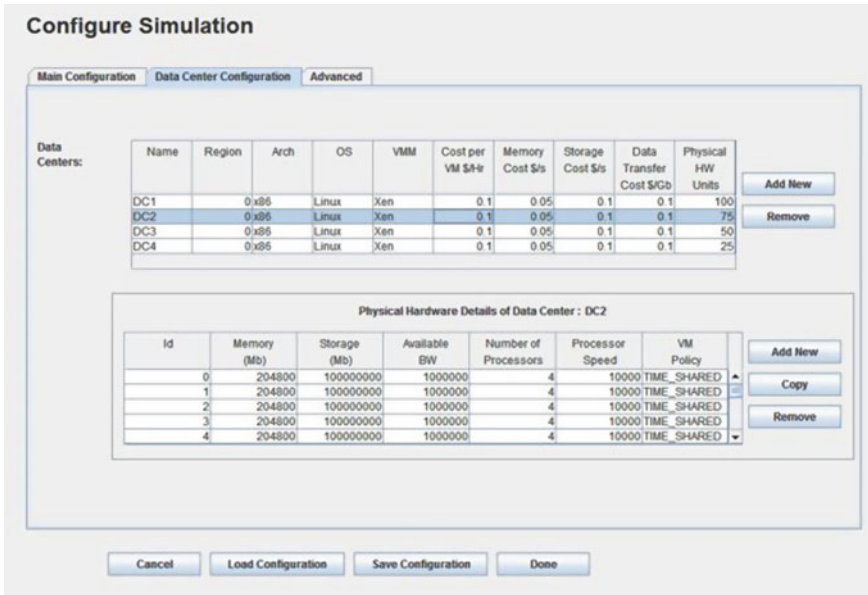 Configure Simulation
Main Configuration Data Center Configuration Advanced
Data Centers:
Name Region Arch OS VMM Cost per VM $/Hr Memory Cost $/s Storage Cost $/s Data Transfer Cost $/Gb Physical HW Units
DC1 0 x86 Linux Xen 0.1 0.05 0.1 0.1 100
DC2 0 x86 Linux Xen 0.1 0.05 0.1 0.1 75
DC3 0 x86 Linux Xen 0.1 0.05 0.1 0.1 50
DC4 0 x86 Linux Xen 0.1 0.05 0.1 0.1 25
Add New
Remove
Physical Hardware Details of Data Center : DC2
Id Memory (Mb) Storage (Mb) Available BW Number of Processors Processor Speed VM Policy
0 204800 100000000 1000000 4 10000 TIME_SHARED
1 204800 100000000 1000000 4 10000 TIME_SHARED
2 204800 100000000 1000000 4 10000 TIME_SHARED
3 204800 100000000 1000000 4 10000 TIME_SHARED
4 204800 100000000 1000000 4 10000 TIME_SHARED
Add New
Copy
Remove
Cancel Load Configuration Save Configuration Done